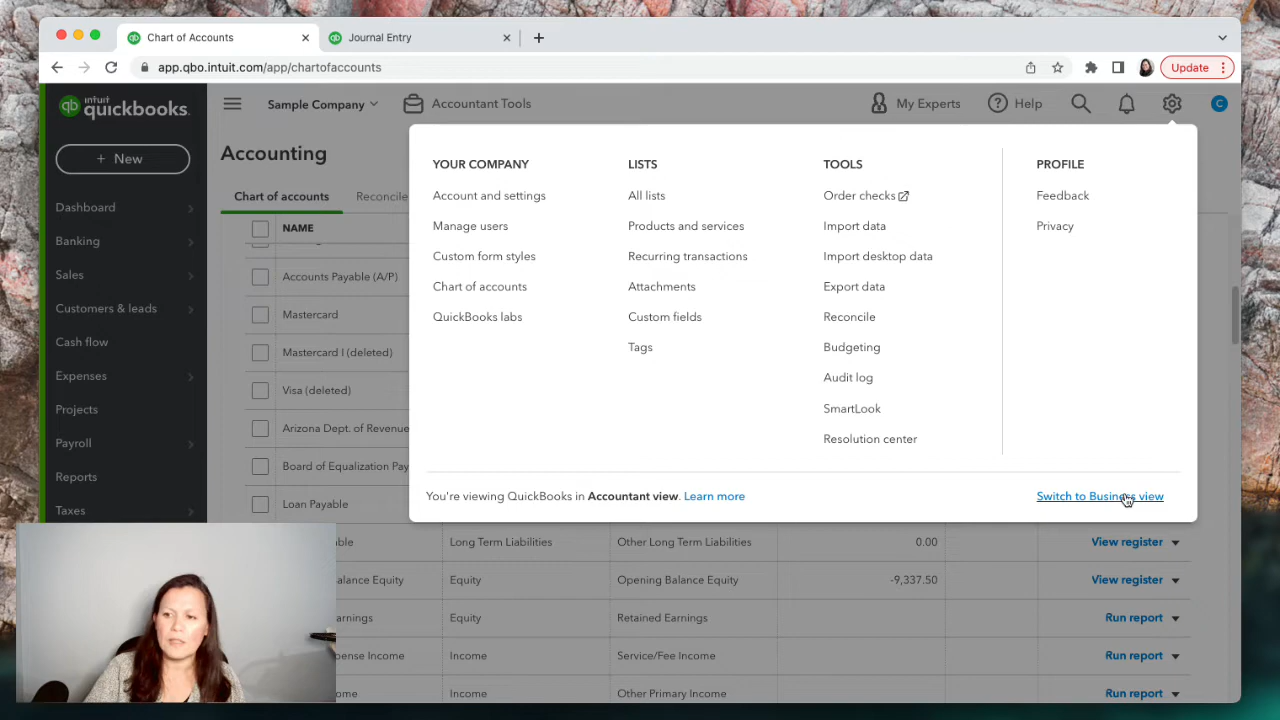 Chart of Accounts
Journal Entry
app.qbo.intuit.com/app/chartofaccounts
Update
intuit
quickbooks.
Sample Company
Accountant Tools
My Experts
Help
C
+ New
Dashboard
Banking
Sales
Customers & leads
Cash flow
Expenses
Projects
Payroll
Reports
Taxes
Accounting
Chart of accounts
Reconcile
NAME
Accounts Payable (A/P)
Mastercard
Mastercard I (deleted)
Visa (deleted)
Arizona Dept. of Revenue
Board of Equalization Pay
Loan Payable
YOUR COMPANY
Account and settings
Manage users
Custom form styles
Chart of accounts
QuickBooks labs
LISTS
All lists
Products and services
Recurring transactions
Attachments
Custom fields
Tags
TOOLS
Order checks
Import data
Import desktop data
Export data
Reconcile
Budgeting
Audit log
SmartLook
Resolution center
PROFILE
Feedback
Privacy
You're viewing QuickBooks in Accountant view. Learn more
Switch to Business view
able Long Term Liabilities Other Long Term Liabilities 0.00 View register
alance Equity Equity Opening Balance Equity -9,337.50 View register
arnings Equity Retained Earnings Run report
pense Income Income Service/Fee Income Run report
ome Income Other Primary Income Run report